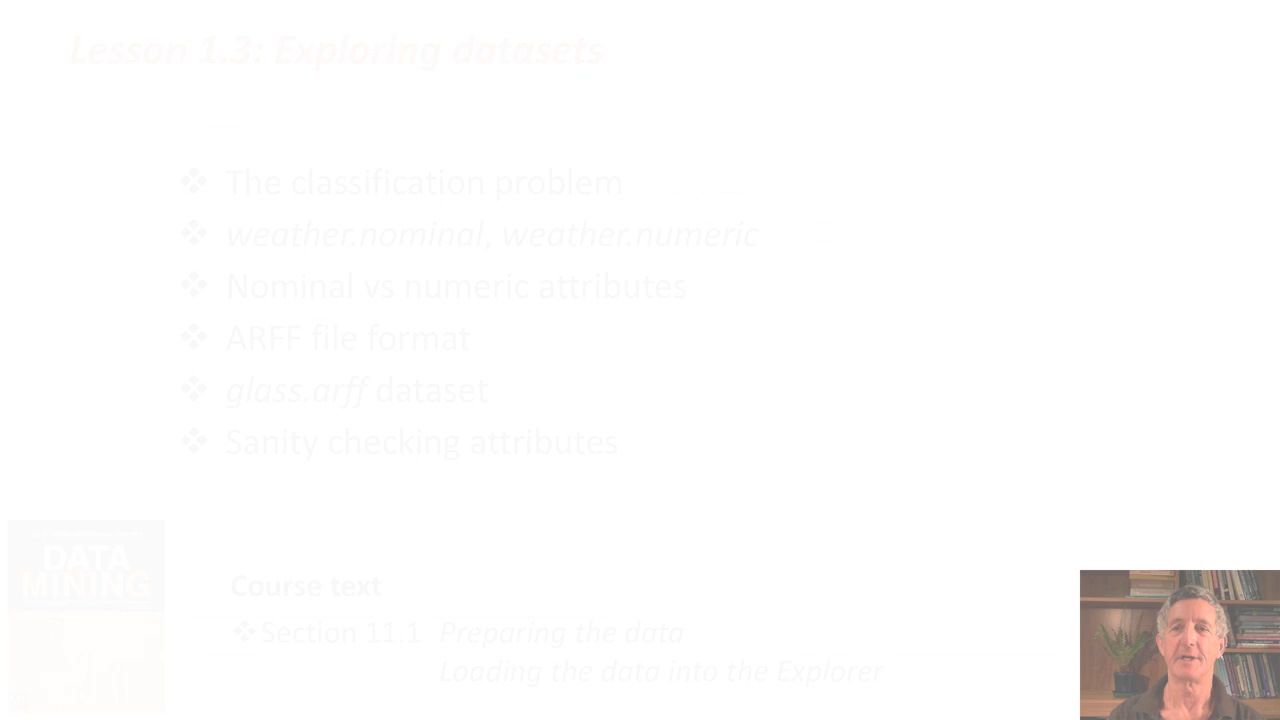 Lesson 1.3: Exploring datasets
❖ The classification problem
❖ weather.nominal, weather.numeric
❖ Nominal vs numeric attributes
❖ ARFF file format
❖ glass.arff dataset
❖ Sanity checking attributes
DATA
MINING
Course text
❖ Section 11.1 Preparing the data
Loading the data into the Explorer